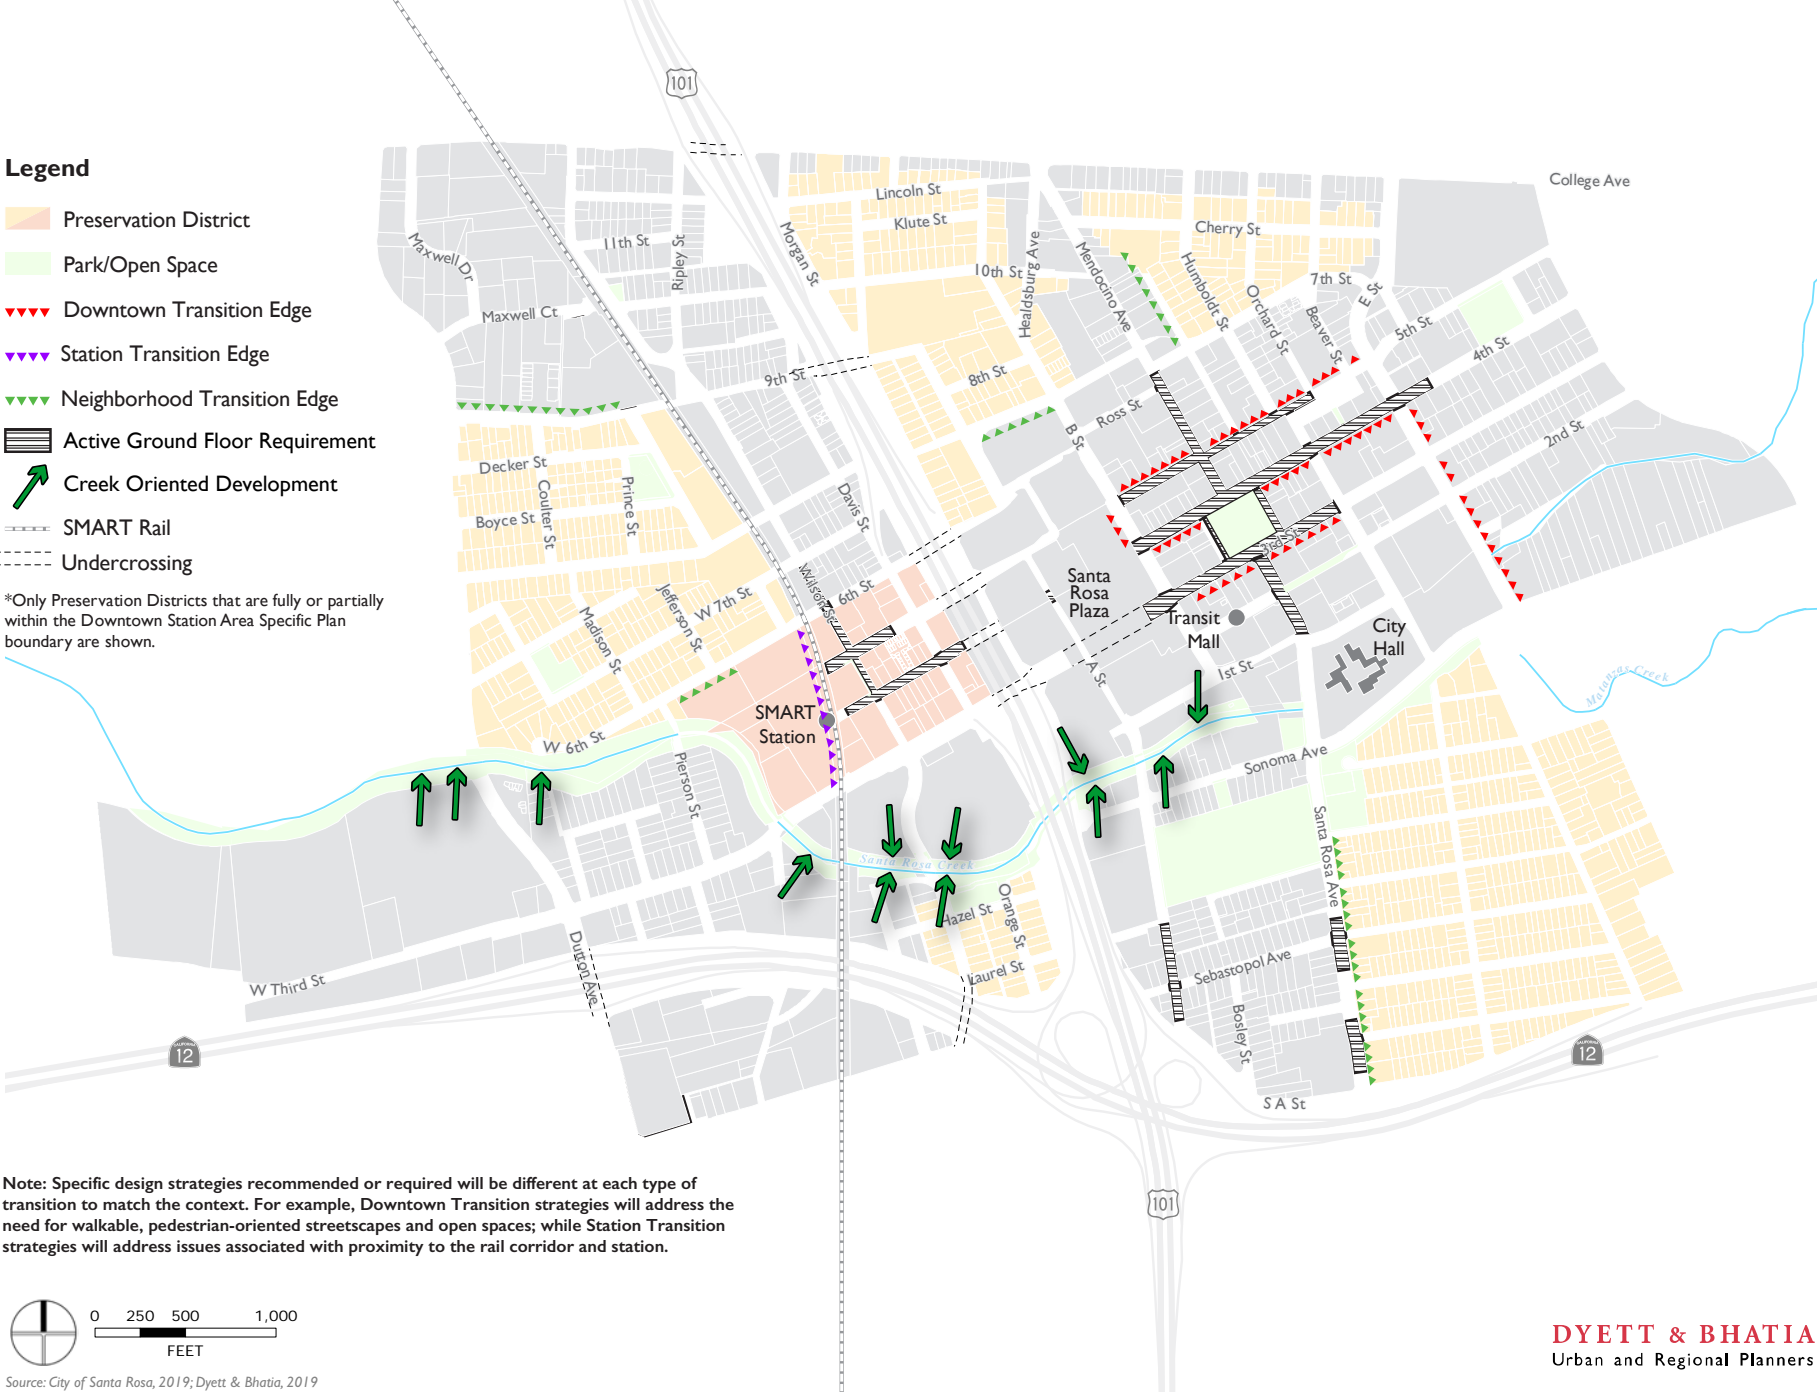 Legend
Preservation District
Park/Open Space
Downtown Transition Edge
Station Transition Edge
Neighborhood Transition Edge
Active Ground Floor Requirement
Creek Oriented Development
SMART Rail
Undercrossing
*Only Preservation Districts that are fully or partially
within the Downtown Station Area Specific Plan
boundary are shown.
101
College Ave
Lincoln St
Klute St
Cherry St
11th St
Ripley St
Morgan St
Maxwell Dr
Maxwell Ct
10th St
Healdsburg Ave
Mendocino Ave
Humboldt St
Orchard St
Beaver St
7th St
E St
5th St
4th St
2nd St
9th St
8th St
Ross St
B St
Decker St
Coulter St
Prince St
Boyce St
Davis St
3rd St
Wilson St
6th St
Santa
Rosa
Plaza
Transit
Mall
City
Hall
Jefferson St
W 7th St
Madison St
A St
1st St
Matanzas Creek
SMART
Station
W 6th St
Pierson St
Sonoma Ave
Santa Rosa Ave
Santa Rosa Creek
Hazel St
Orange St
Laurel St
Sebastopol Ave
Bosley St
Dutton Ave
W Third St
CALIFORNIA
12
CALIFORNIA
12
S A St
101
Note: Specific design strategies recommended or required will be different at each type of
transition to match the context. For example, Downtown Transition strategies will address the
need for walkable, pedestrian-oriented streetscapes and open spaces; while Station Transition
strategies will address issues associated with proximity to the rail corridor and station.
0 250 500 1,000
FEET
Source: City of Santa Rosa, 2019; Dyett & Bhatia, 2019
DYETT & BHATIA
Urban and Regional Planners